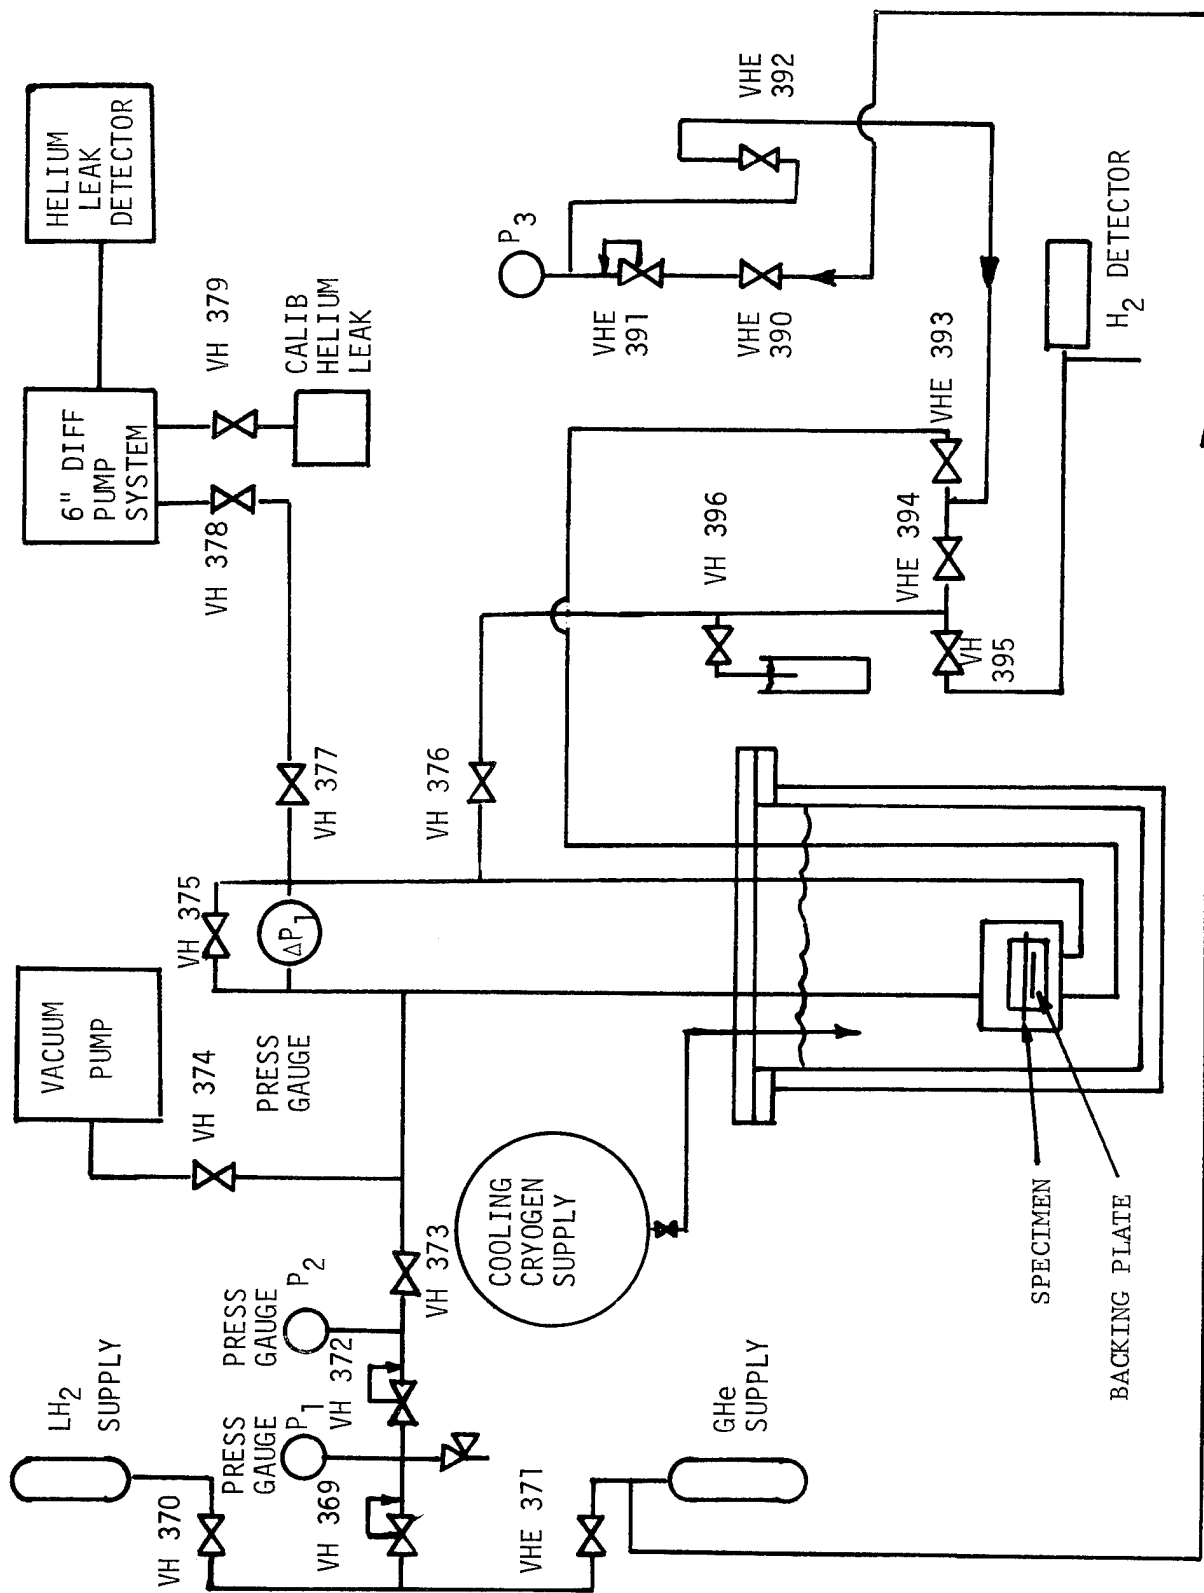 HELIUM
LEAK
DETECTOR
6" DIFF
PUMP
SYSTEM
VH 379
CALIB
HELIUM
LEAK
VH 378
VH 377
VH 376
VH 375
ΔP1
VACUUM
PUMP
VH 374
PRESS
GAUGE
VHE
392
P3
VHE
391
VHE
390
VHE 393
H2 DETECTOR
VHE 394
VH 396
VH
395
COOLING
CRYOGEN
SUPPLY
VH 373
PRESS
GAUGE P2
VH 372
PRESS
GAUGE P1
VH 369
LH2
SUPPLY
VH 370
VHE 371
GHe
SUPPLY
SPECIMEN
BACKING PLATE